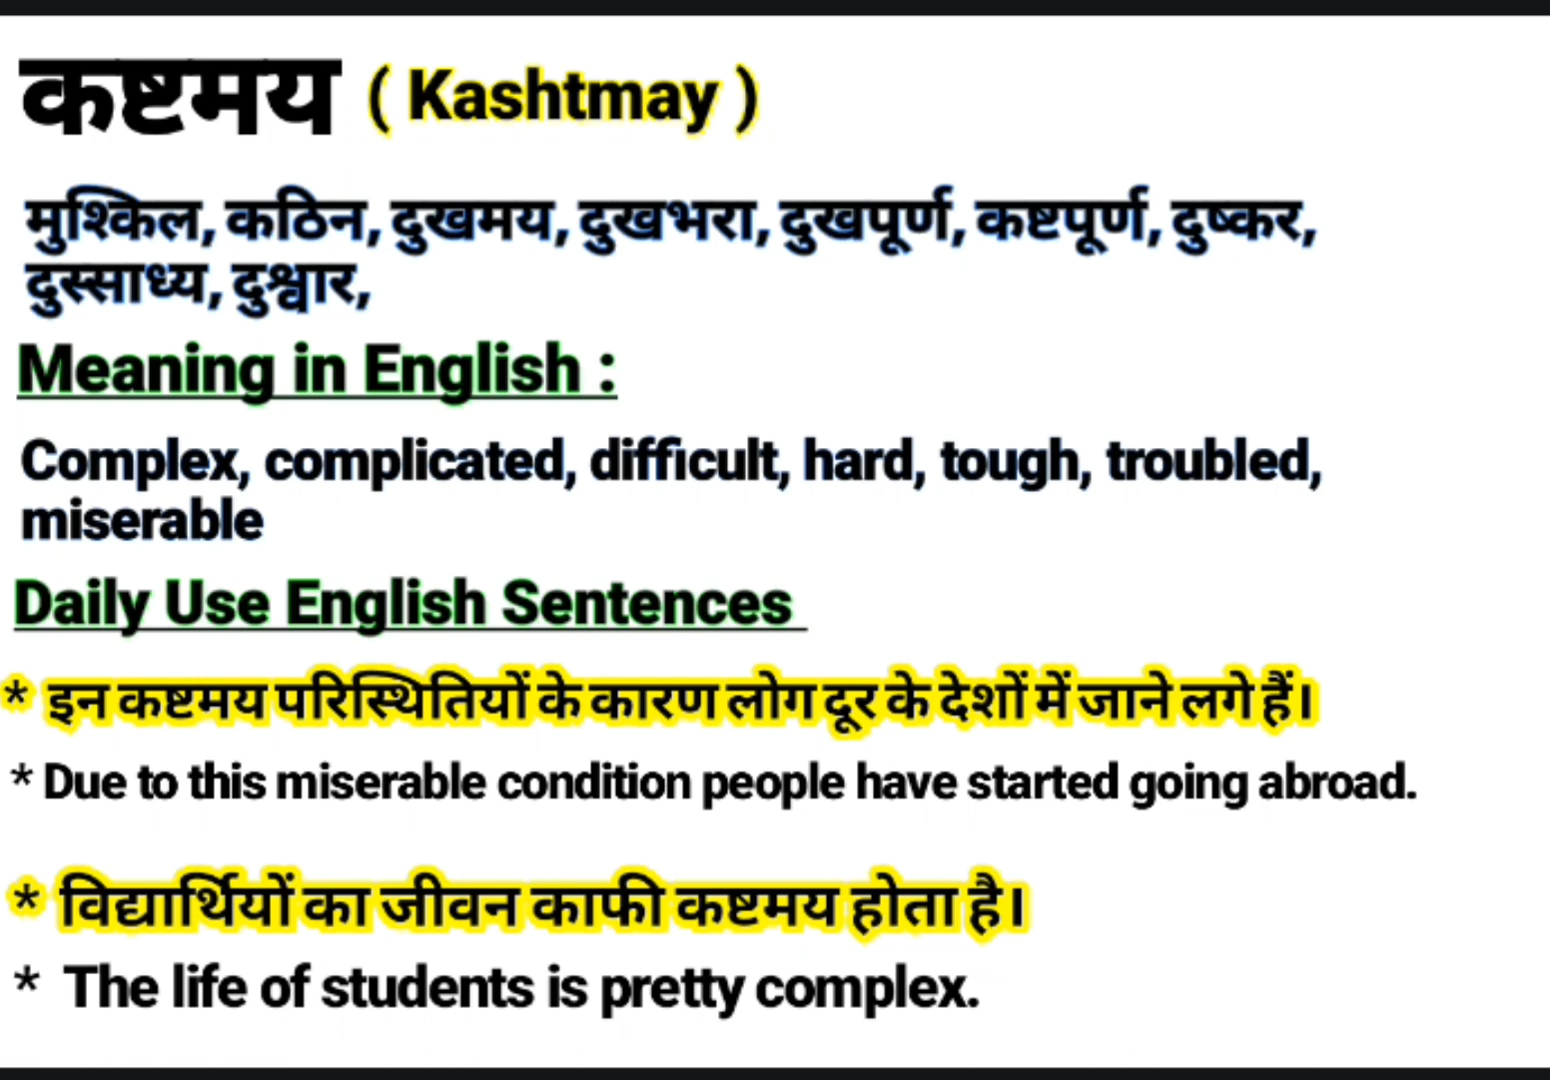 कष्टमय ( Kashtmay )
मुश्किल, कठिन, दुखमय, दुखभरा, दुखपूर्ण, कष्टपूर्ण, दुष्कर,
दुस्साध्य, दुश्वार,
Meaning in English :
Complex, complicated, difficult, hard, tough, troubled,
miserable
Daily Use English Sentences
* इन कष्टमय परिस्थितियों के कारण लोग दूर के देशों में जाने लगे हैं।
* Due to this miserable condition people have started going abroad.
* विद्यार्थियों का जीवन काफी कष्टमय होता है।
* The life of students is pretty complex.